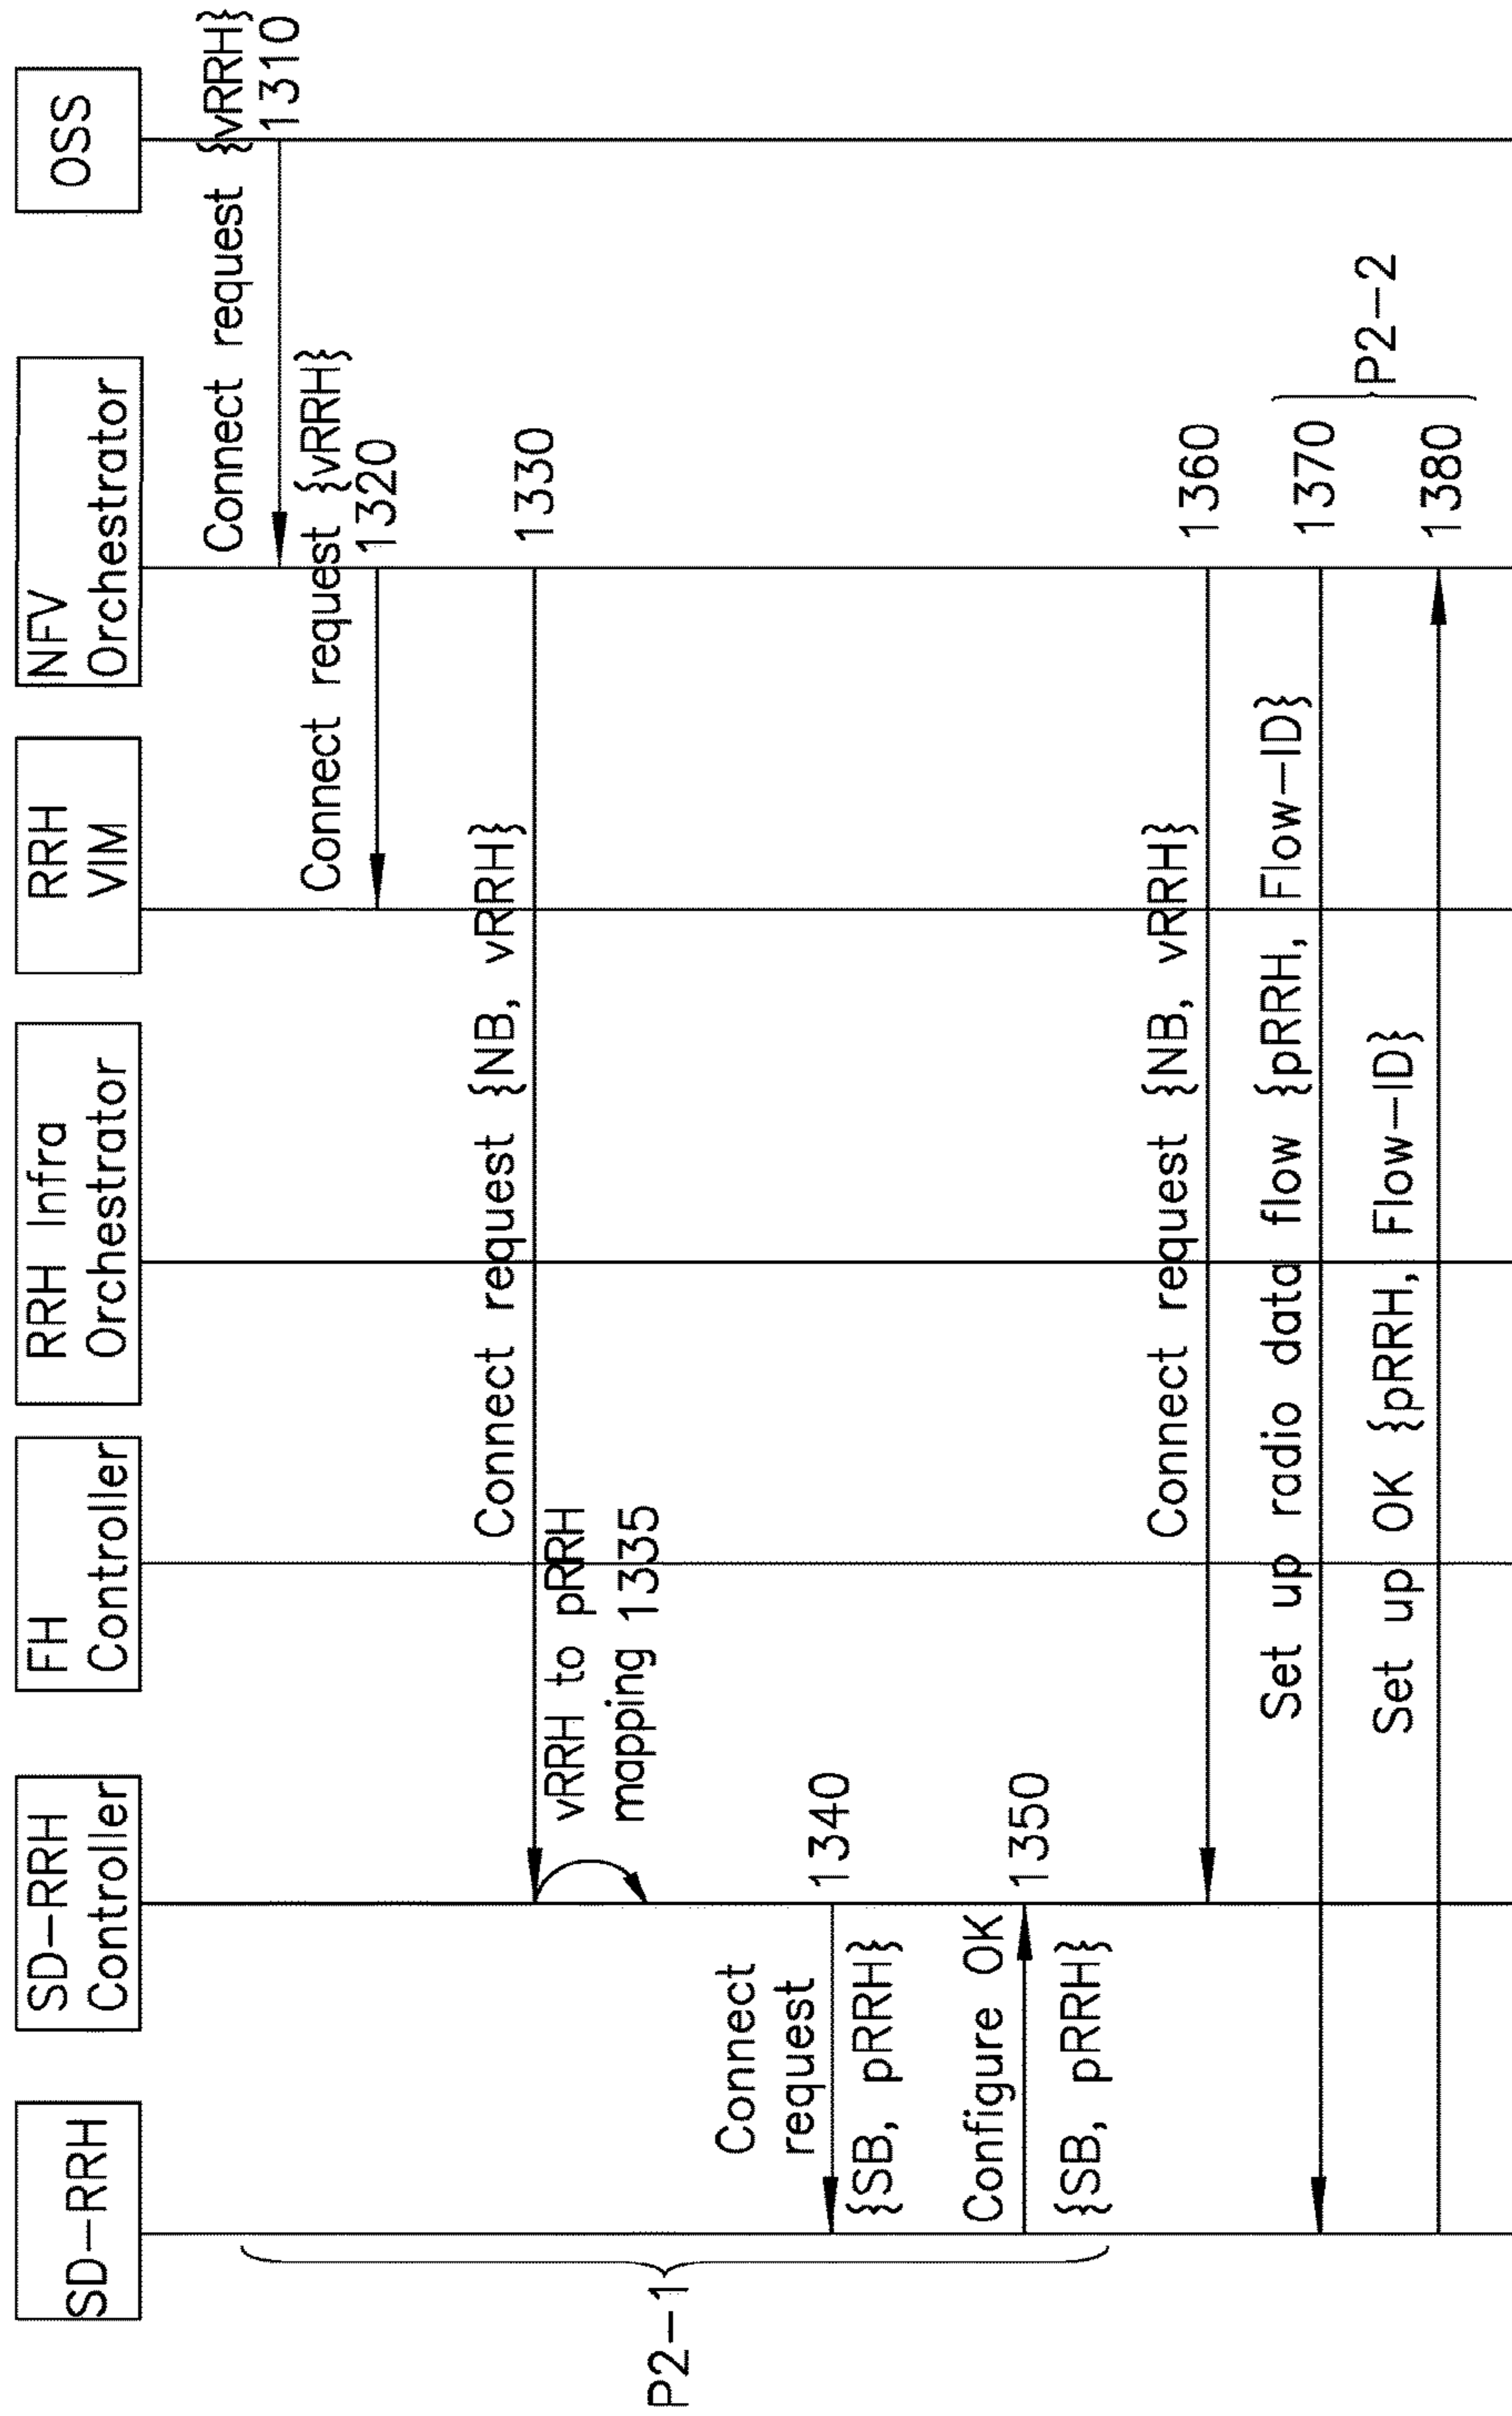 SD-RRH
SD-RRH
Controller
FH
Controller
RRH Infra
Orchestrator
RRH
VIM
NFV
Orchestrator
OSS
Connect request {vRRH}
1310
Connect request {vRRH}
1320
Connect request {NB, vRRH}
1330
vRRH to pRRH
mapping 1335
P2-1
Connect
request
1340
{SB, pRRH}
Configure OK
1350
{SB, pRRH}
Connect request {NB, vRRH}
1360
Set up radio data flow {pRRH, Flow-ID}
1370
P2-2
Set up OK {pRRH, Flow-ID}
1380